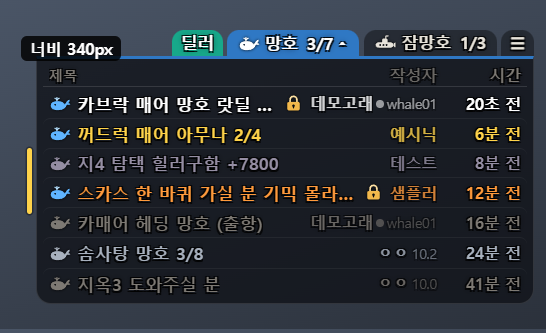 너비 340px
딜러 망호 3/7 잠망호 1/3
제목 작성자 시간
카브락 매어 망호 랏딜 ... 데모고래●whale01 20초 전
꺼드럭 매어 아무나 2/4 예시닉 6분 전
지4 탐택 힐러구함 +7800 테스트 8분 전
스카스 한 바퀴 가실 분 기믹 몰라... 샘플러 12분 전
카매어 헤딩 망호 (출항) 데모고래●whale01 16분 전
솜사탕 망호 3/8 ㅇㅇ 10.2 24분 전
지옥3 도와주실 분 ㅇㅇ 10.0 41분 전